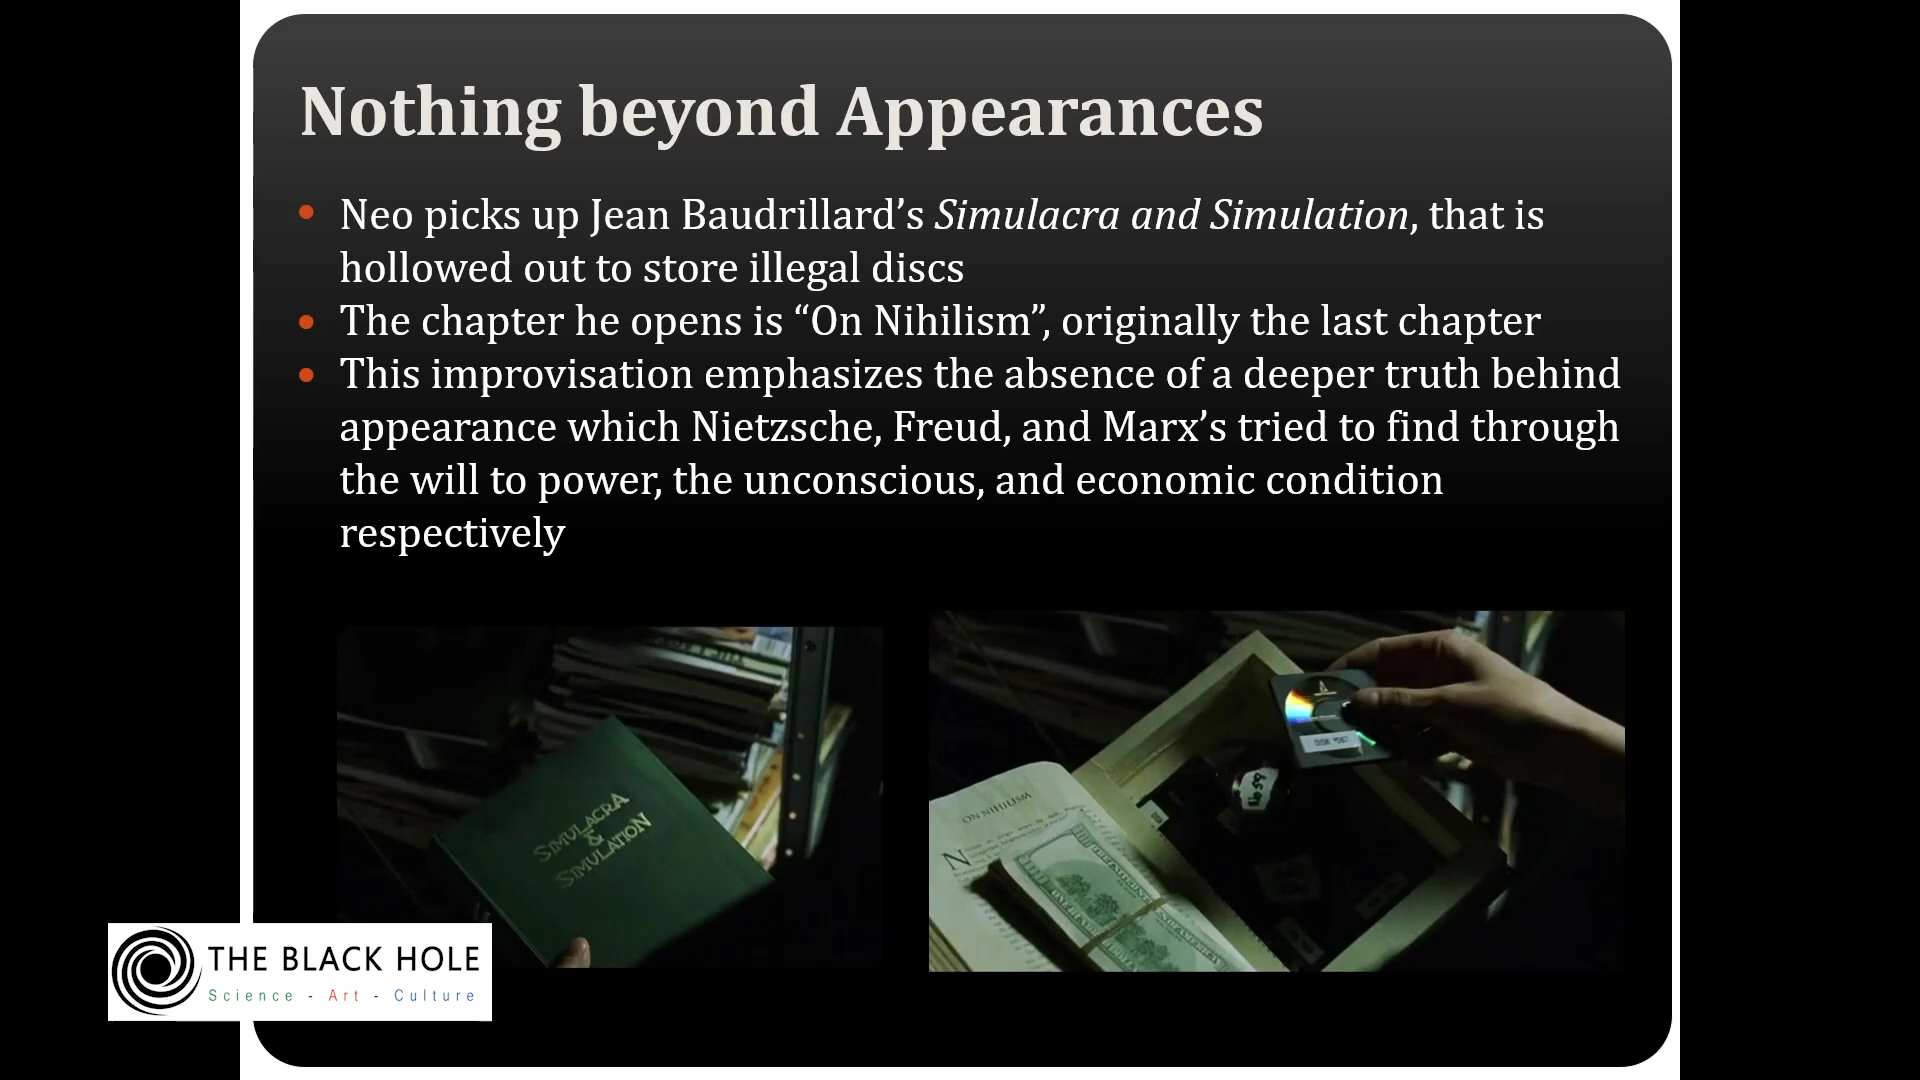 Nothing beyond Appearances
Neo picks up Jean Baudrillard’s Simulacra and Simulation, that is
hollowed out to store illegal discs
The chapter he opens is “On Nihilism”, originally the last chapter
This improvisation emphasizes the absence of a deeper truth behind
appearance which Nietzsche, Freud, and Marx’s tried to find through
the will to power, the unconscious, and economic condition
respectively
SIMULACRA
&
SIMULATION
ON NIHILISM
THE BLACK HOLE
Science - Art - Culture